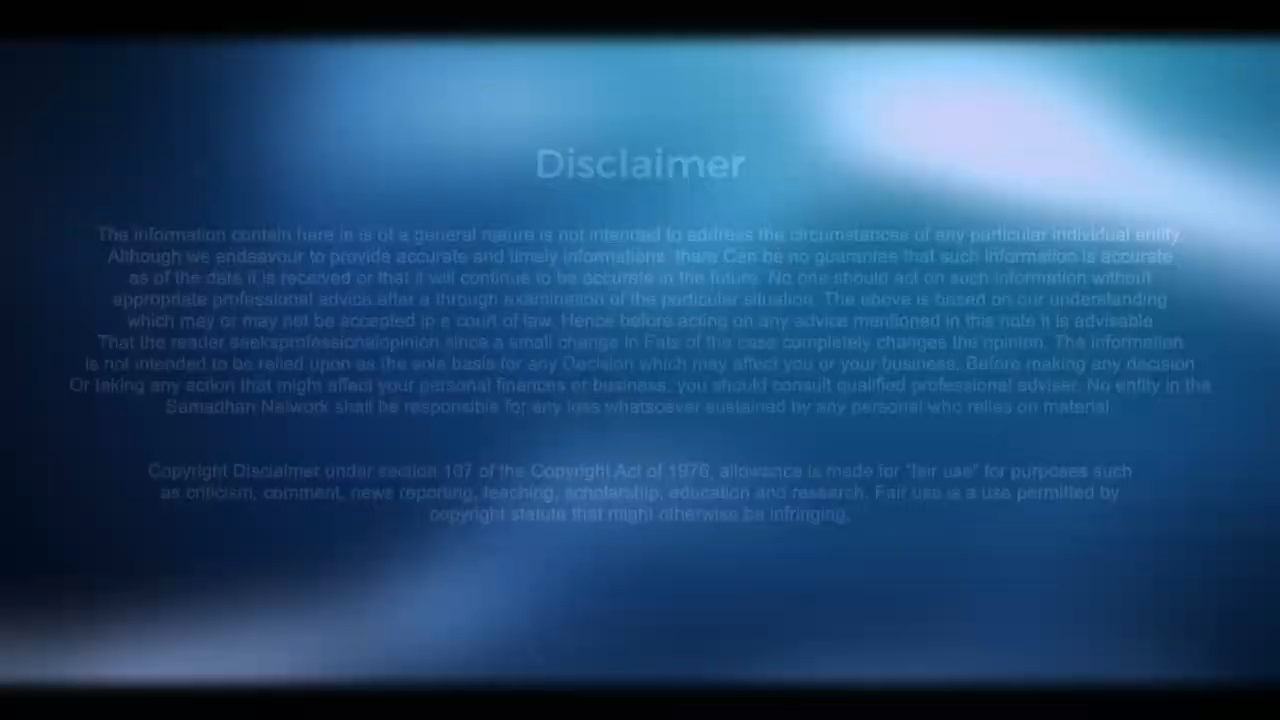 Disclaimer
The information contain here in is of a general nature is not intended to address the circumstances of any particular individual entity.
Although we endeavour to provide accurate and timely informations, there Can be no guarantee that such information is accurate
as of the date it is received or that it will continue to be accurate in the future. No one should act on such information without
appropriate professional advice after a through examination of the particular situation. The above is based on our understanding
which may or may not be accepted in a court of law. Hence before acting on any advice mentioned in this note it is advisable
That the reader seeksprofessionalopinion since a small change in Fats of the case completely changes the opinion. The information
is not intended to be relied upon as the sole basis for any Decision which may affect you or your business. Before making any decision
Or taking any action that might affect your personal finances or business, you should consult qualified professional adviser. No entity in the
Samadhan Network shall be responsible for any loss whatsoever sustained by any personal who relies on material
Copyright Disclaimer under section 107 of the Copyright Act of 1976, allowance is made for "fair use" for purposes such
as criticism, comment, news reporting, teaching, scholarship, education and research. Fair use is a use permitted by
copyright statute that might otherwise be infringing.